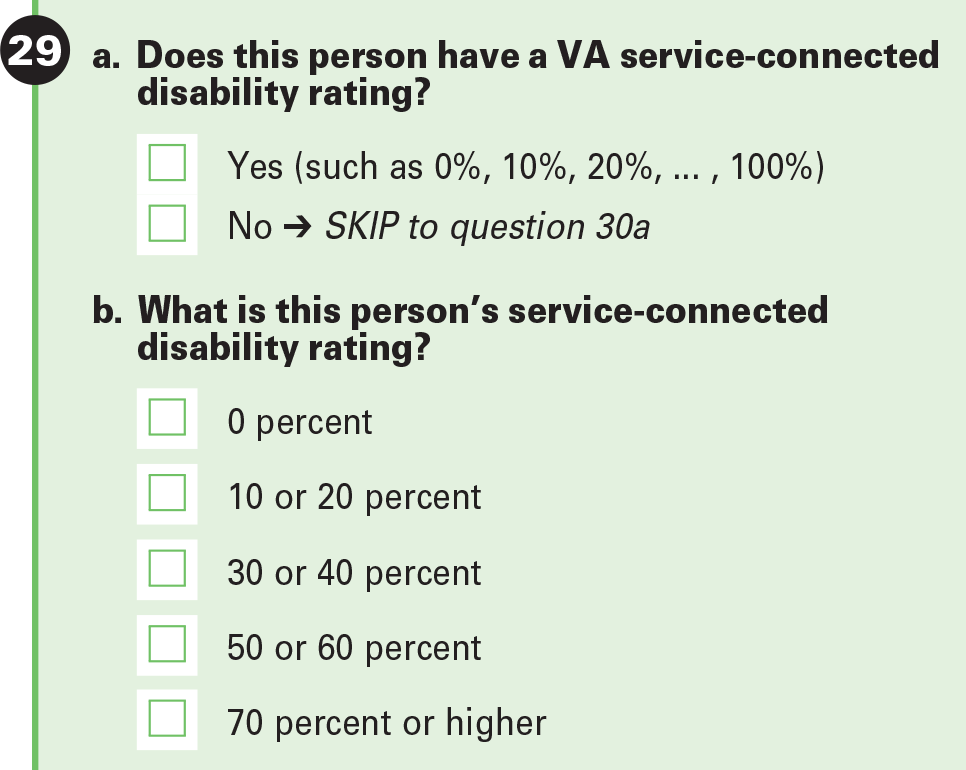 29 a. Does this person have a VA service-connected
disability rating?
Yes (such as 0%, 10%, 20%, ... , 100%)
No ➔ SKIP to question 30a
b. What is this person’s service-connected
disability rating?
0 percent
10 or 20 percent
30 or 40 percent
50 or 60 percent
70 percent or higher